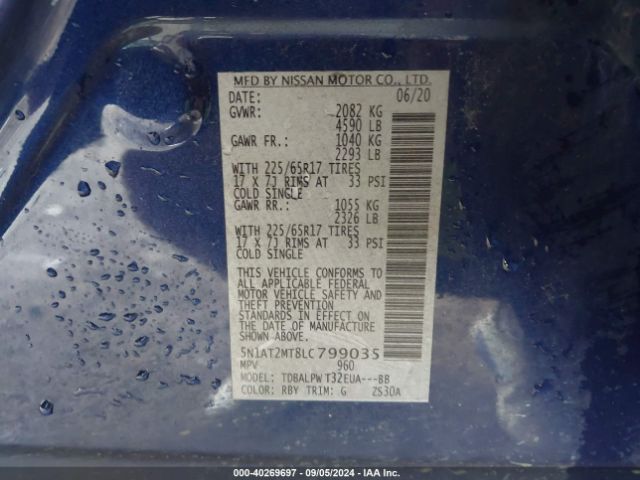 MFD BY NISSAN MOTOR CO., LTD.
DATE: 06/20
GVWR: 2082 KG
4590 LB
GAWR FR.: 1040 KG
2293 LB
WITH 225/65R17 TIRES
17 X 7J RIMS AT 33 PSI
COLD SINGLE
GAWR RR.: 1055 KG
2326 LB
WITH 225/65R17 TIRES
17 X 7J RIMS AT 33 PSI
COLD SINGLE
THIS VEHICLE CONFORMS TO
ALL APPLICABLE FEDERAL
MOTOR VEHICLE SAFETY AND
THEFT PREVENTION
STANDARDS IN EFFECT ON
THE DATE OF MANUFACTURE
SHOWN ABOVE.
5N1AT2MT8LC799035
MPV 960
MODEL: TDBALPW T32EUA---BB
COLOR: RBY TRIM: G ZS30A
000-40269697 - 09/05/2024 - IAA Inc.